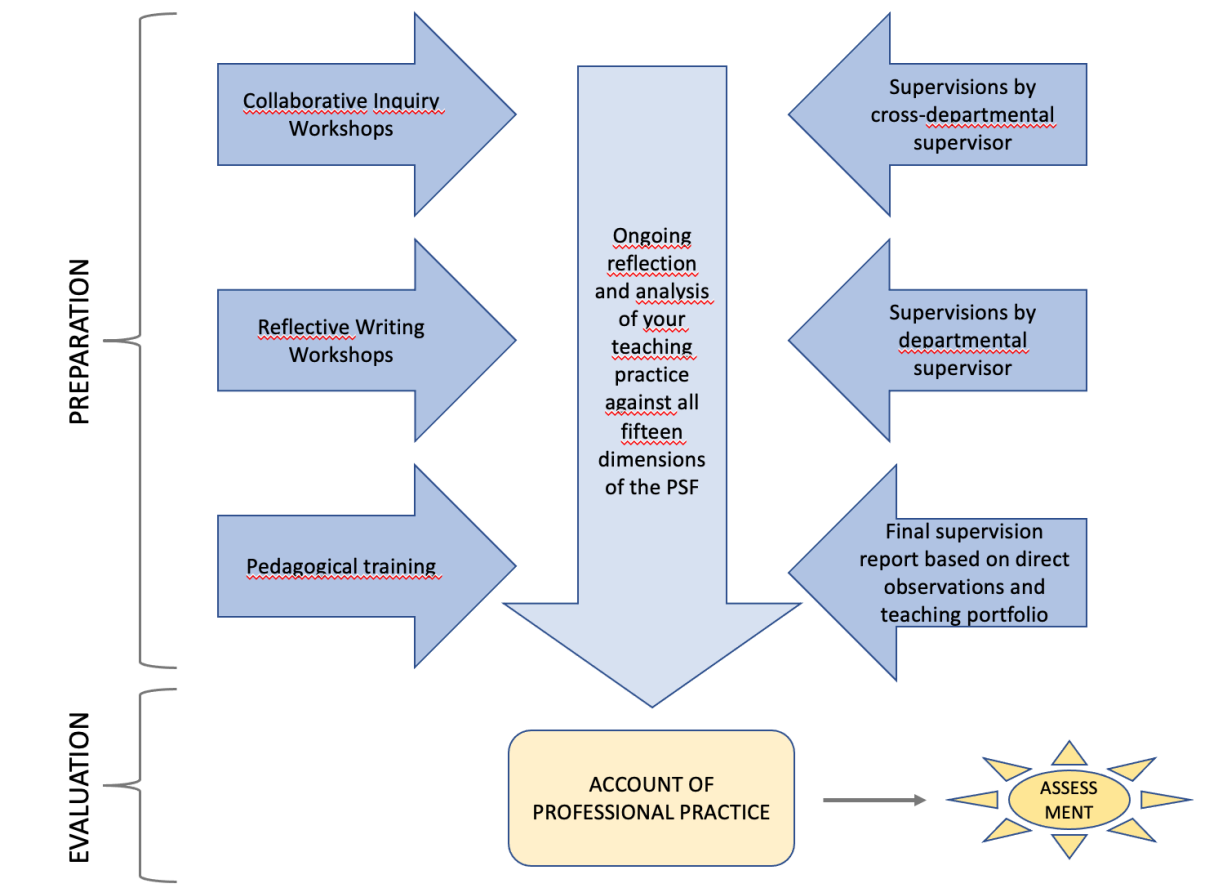 PREPARATION
Collaborative Inquiry
Workshops
Reflective Writing
Workshops
Pedagogical training
Ongoing
reflection
and analysis
of your
teaching
practice
against all
fifteen
dimensions
of the PSF
Supervisions by
cross-departmental
supervisor
Supervisions by
departmental
supervisor
Final supervision
report based on direct
observations and
teaching portfolio
EVALUATION
ACCOUNT OF
PROFESSIONAL PRACTICE
ASSESS
MENT